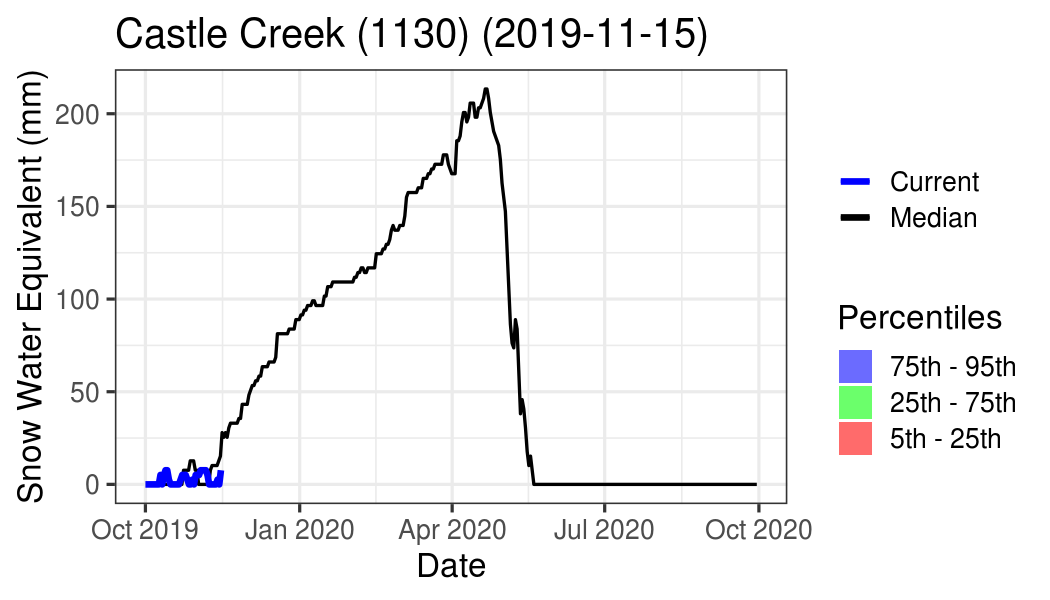 Castle Creek (1130) (2019-11-15)
Snow Water Equivalent (mm)
200
150
100
50
0
Oct 2019
Jan 2020
Apr 2020
Jul 2020
Oct 2020
Date
Current
Median
Percentiles
75th - 95th
25th - 75th
5th - 25th